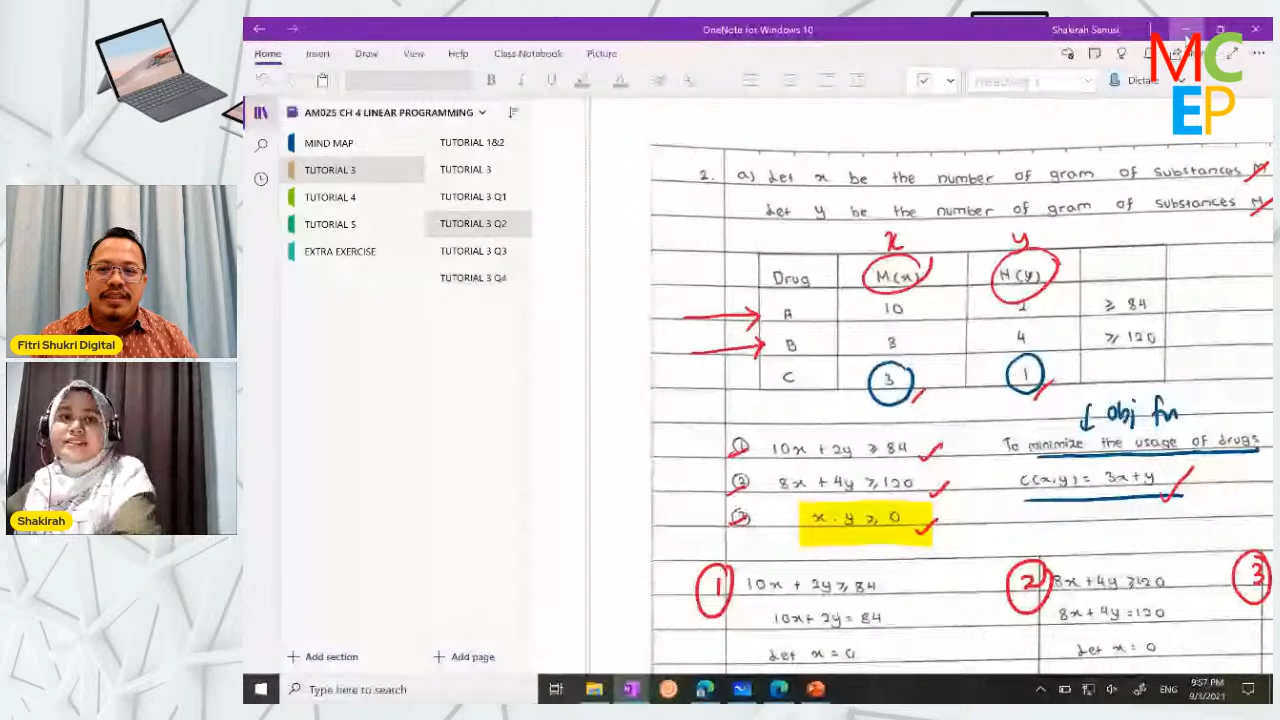 OneNote for Windows 10
Shakirah Sanusi
MC
EP
Home Insert Draw View Help Class Notebook Picture
B I U A
AM025 CH 4 LINEAR PROGRAMMING
MIND MAP
TUTORIAL 3
TUTORIAL 4
TUTORIAL 5
EXTRA EXERCISE
TUTORIAL 1&2
TUTORIAL 3
TUTORIAL 3 Q1
TUTORIAL 3 Q2
TUTORIAL 3 Q3
TUTORIAL 3 Q4
2. a) Let x be the number of gram of substances M
Let y be the number of gram of substances N
x y
Drug M(x) N(y)
A 10 2 ≥ 84
B 8 4 ≥ 120
C 3 1
obj fn
① 10x + 2y ≥ 84 To minimize the usage of drugs
② 8x + 4y ≥ 120 C(x,y) = 3x+y
③ x, y ≥ 0
1 10x + 2y ≥ 84 2 8x + 4y ≥ 120 3
10x + 2y = 84 8x + 4y = 120
Let x = 0 Let x = 0
Fitri Shukri Digital
Shakirah
Add section Add page
Type here to search
ENG
9:57 PM
9/3/2021